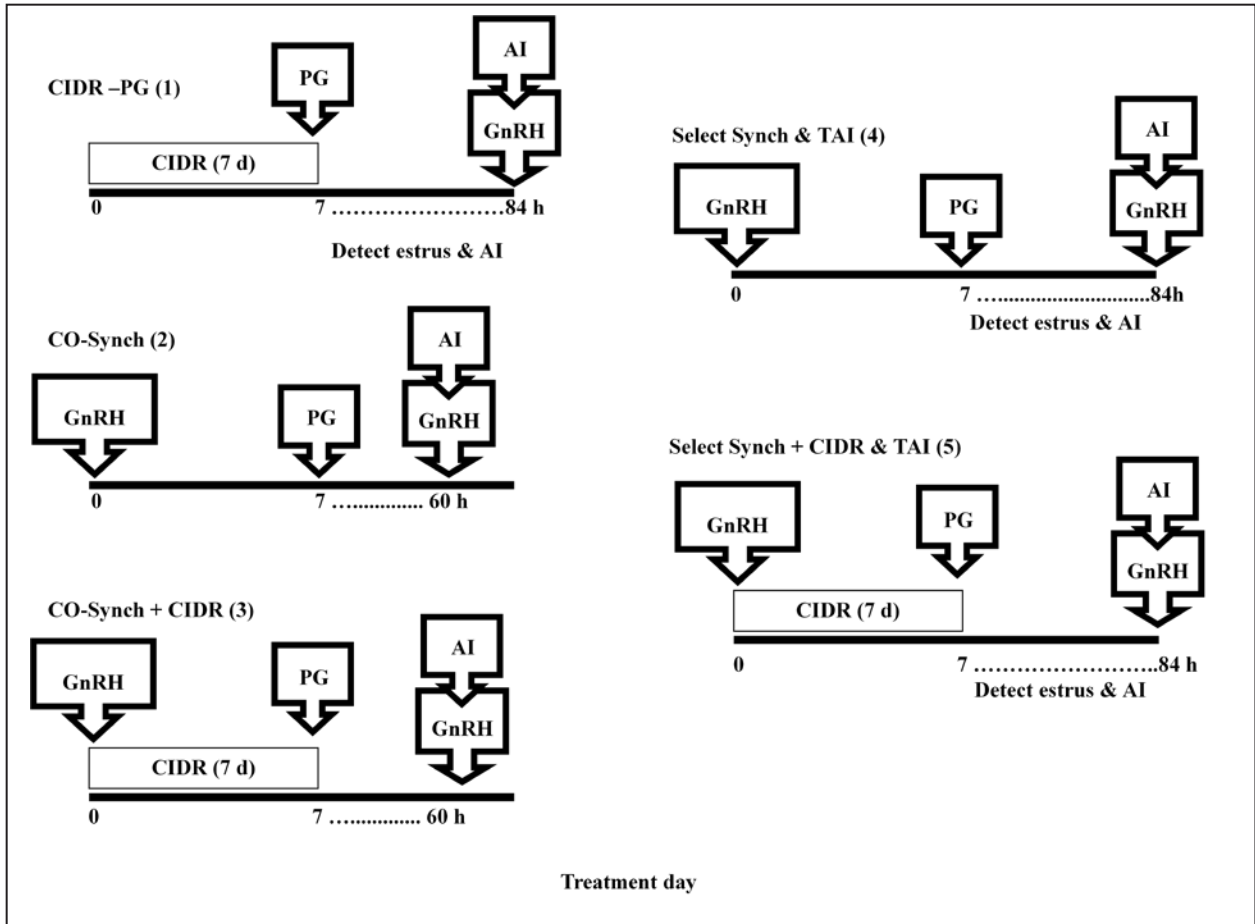 CIDR –PG (1)
PG
AI
GnRH
CIDR (7 d)
0
7 ........................84 h
Detect estrus & AI
CO-Synch (2)
GnRH
PG
AI
GnRH
0
7 ….............. 60 h
CO-Synch + CIDR (3)
GnRH
PG
AI
GnRH
CIDR (7 d)
0
7 ….............. 60 h
Select Synch & TAI (4)
GnRH
PG
AI
GnRH
0
7 …............................84h
Detect estrus & AI
Select Synch + CIDR & TAI (5)
GnRH
PG
AI
GnRH
CIDR (7 d)
0
7 ……………………..84 h
Detect estrus & AI
Treatment day